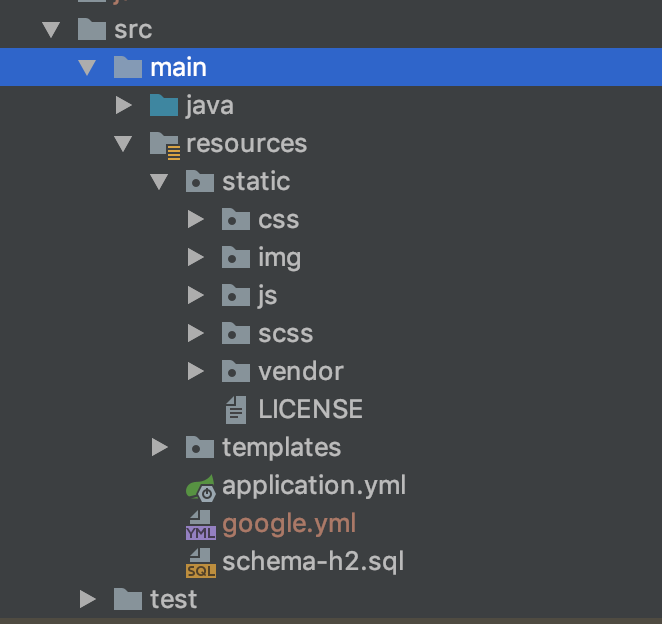 src
main
java
resources
static
css
img
js
scss
vendor
LICENSE
templates
application.yml
YML google.yml
SQL schema-h2.sql
test